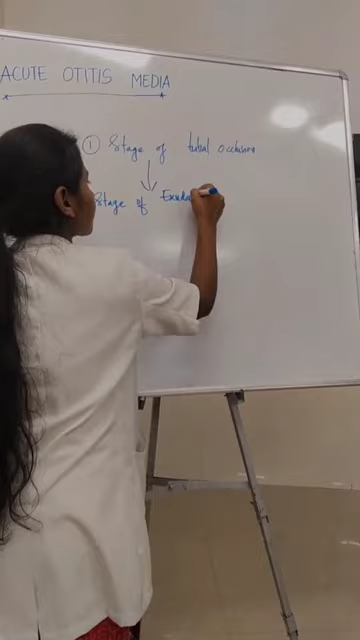 ACUTE OTITIS MEDIA
① Stage of tubal occlusion
Stage of Exuda